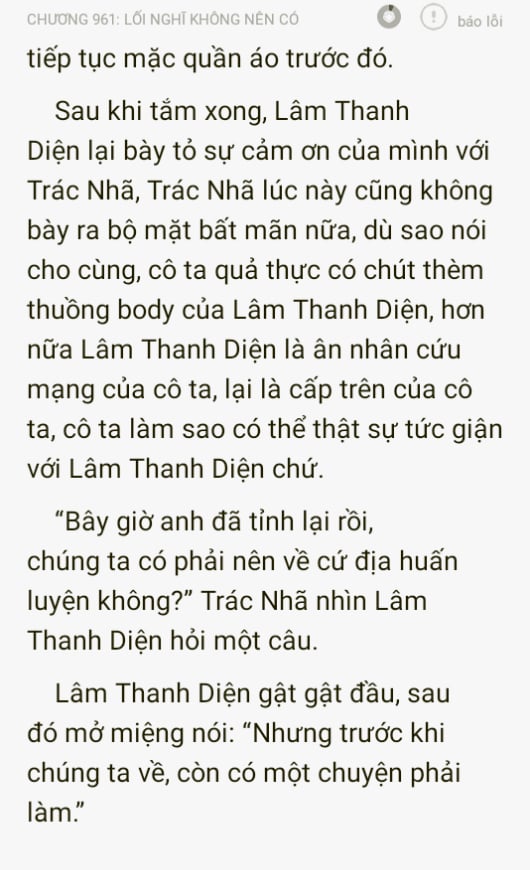 CHƯƠNG 961: LỐI NGHĨ KHÔNG NÊN CÓ
! báo lỗi
tiếp tục mặc quần áo trước đó.
Sau khi tắm xong, Lâm Thanh
Diện lại bày tỏ sự cảm ơn của mình với
Trác Nhã, Trác Nhã lúc này cũng không
bày ra bộ mặt bất mãn nữa, dù sao nói
cho cùng, cô ta quả thực có chút thèm
thuồng body của Lâm Thanh Diện, hơn
nữa Lâm Thanh Diện là ân nhân cứu
mạng của cô ta, lại là cấp trên của cô
ta, cô ta làm sao có thể thật sự tức giận
với Lâm Thanh Diện chứ.
“Bây giờ anh đã tỉnh lại rồi,
chúng ta có phải nên về cứ địa huấn
luyện không?” Trác Nhã nhìn Lâm
Thanh Diện hỏi một câu.
Lâm Thanh Diện gật gật đầu, sau
đó mở miệng nói: “Nhưng trước khi
chúng ta về, còn có một chuyện phải
làm.”